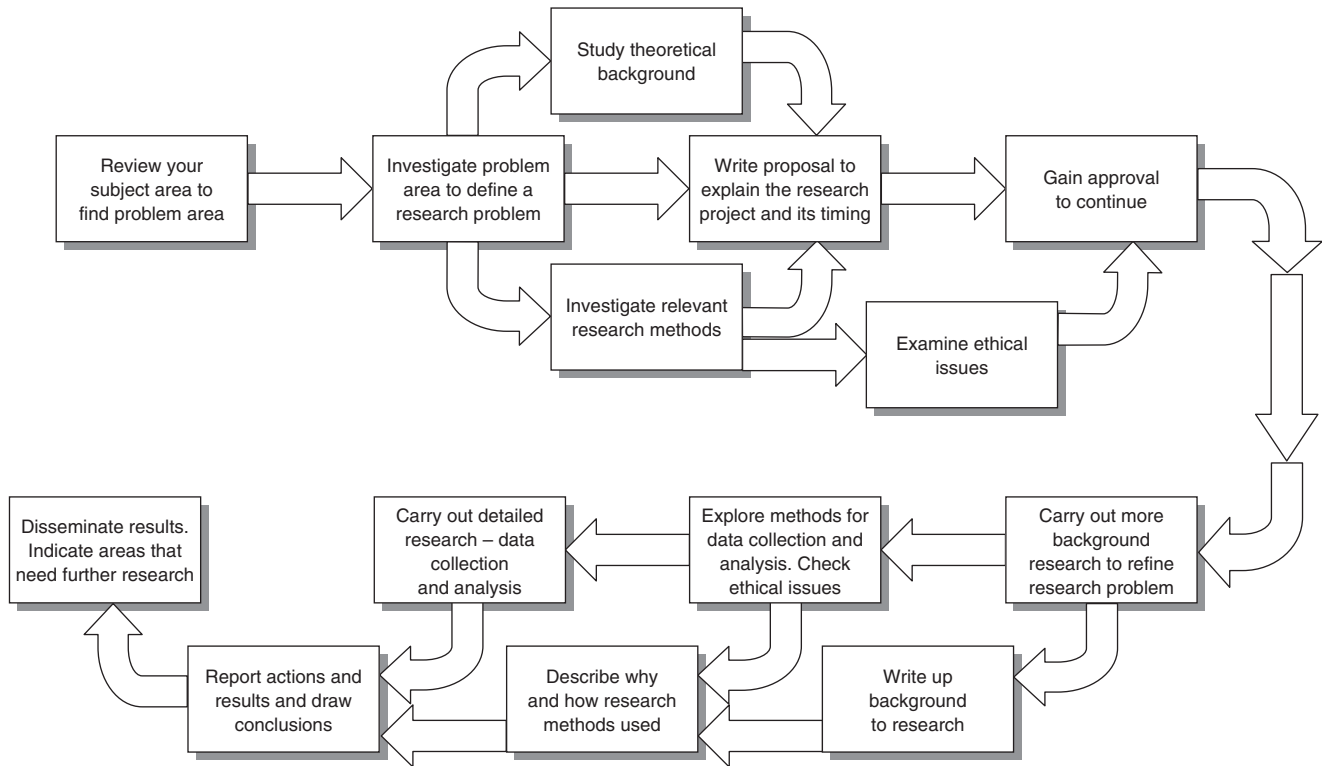 Study theoretical
background
Review your
subject area to
find problem area
Investigate problem
area to define a
research problem
Write proposal to
explain the research
project and its timing
Gain approval
to continue
Investigate relevant
research methods
Examine ethical
issues
Carry out more
background
research to refine
research problem
Explore methods for
data collection and
analysis. Check
ethical issues
Carry out detailed
research – data
collection
and analysis
Disseminate results.
Indicate areas that
need further research
Write up
background
to research
Describe why
and how research
methods used
Report actions and
results and draw
conclusions